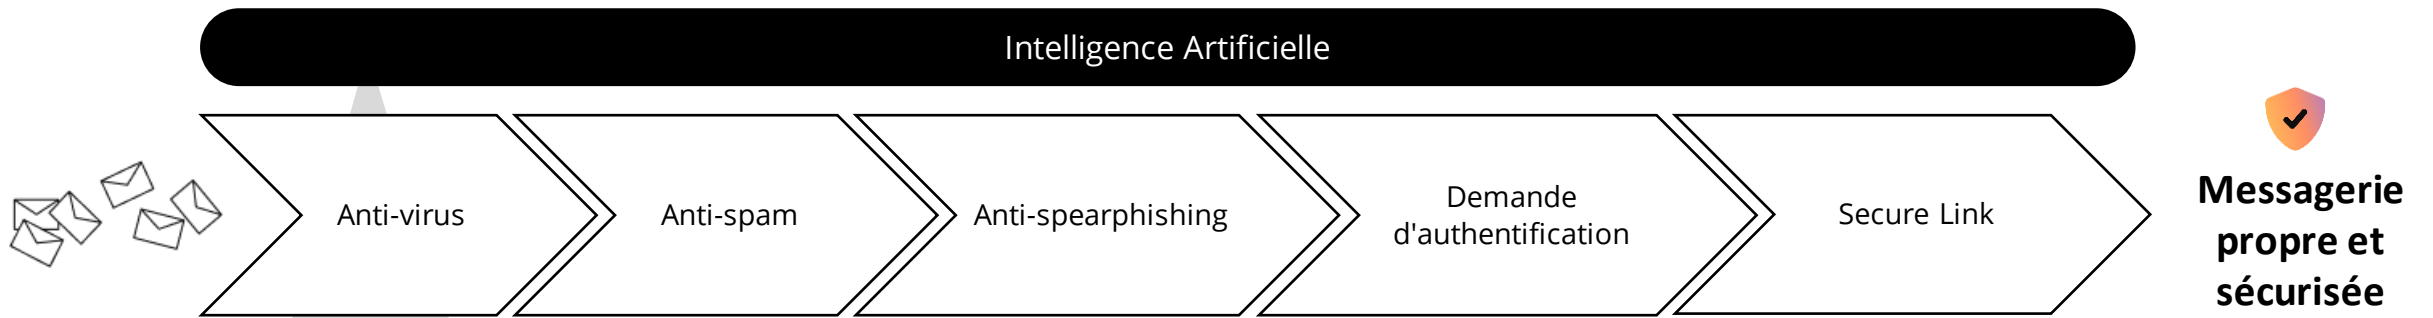 Intelligence Artificielle
Anti-virus
Anti-spam
Anti-spearphishing
Demande
d'authentification
Secure Link
Messagerie
propre et
sécurisée